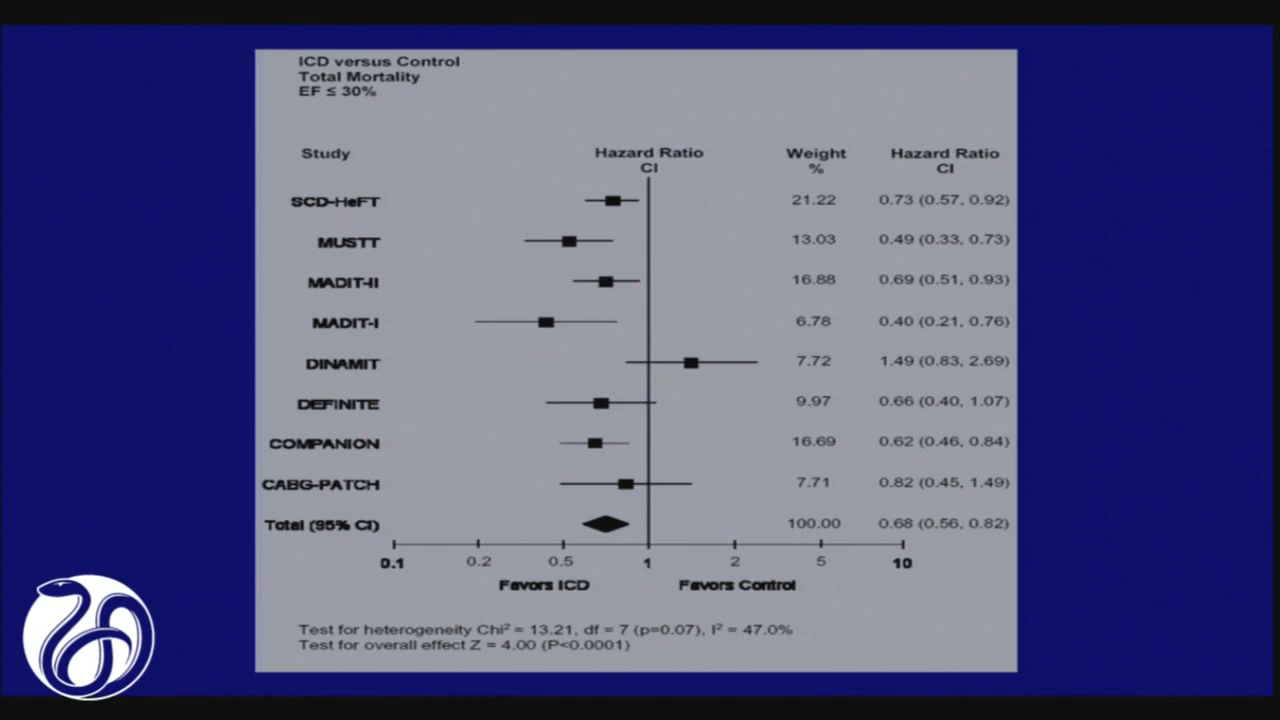 ICD versus Control
Total Mortality
EF ≤ 30%
Study Hazard Ratio Weight Hazard Ratio
CI % CI
SCD-HeFT 21.22 0.73 (0.57, 0.92)
MUSTT 13.03 0.49 (0.33, 0.73)
MADIT-II 16.88 0.69 (0.51, 0.93)
MADIT-I 6.78 0.40 (0.21, 0.76)
DINAMIT 7.72 1.49 (0.83, 2.69)
DEFINITE 9.97 0.66 (0.40, 1.07)
COMPANION 16.69 0.62 (0.46, 0.84)
CABG-PATCH 7.71 0.82 (0.45, 1.49)
Total (95% CI) 100.00 0.68 (0.56, 0.82)
0.1 0.2 0.5 1 2 5 10
Favors ICD Favors Control
Test for heterogeneity Chi² = 13.21, df = 7 (p=0.07), I² = 47.0%
Test for overall effect Z = 4.00 (P<0.0001)